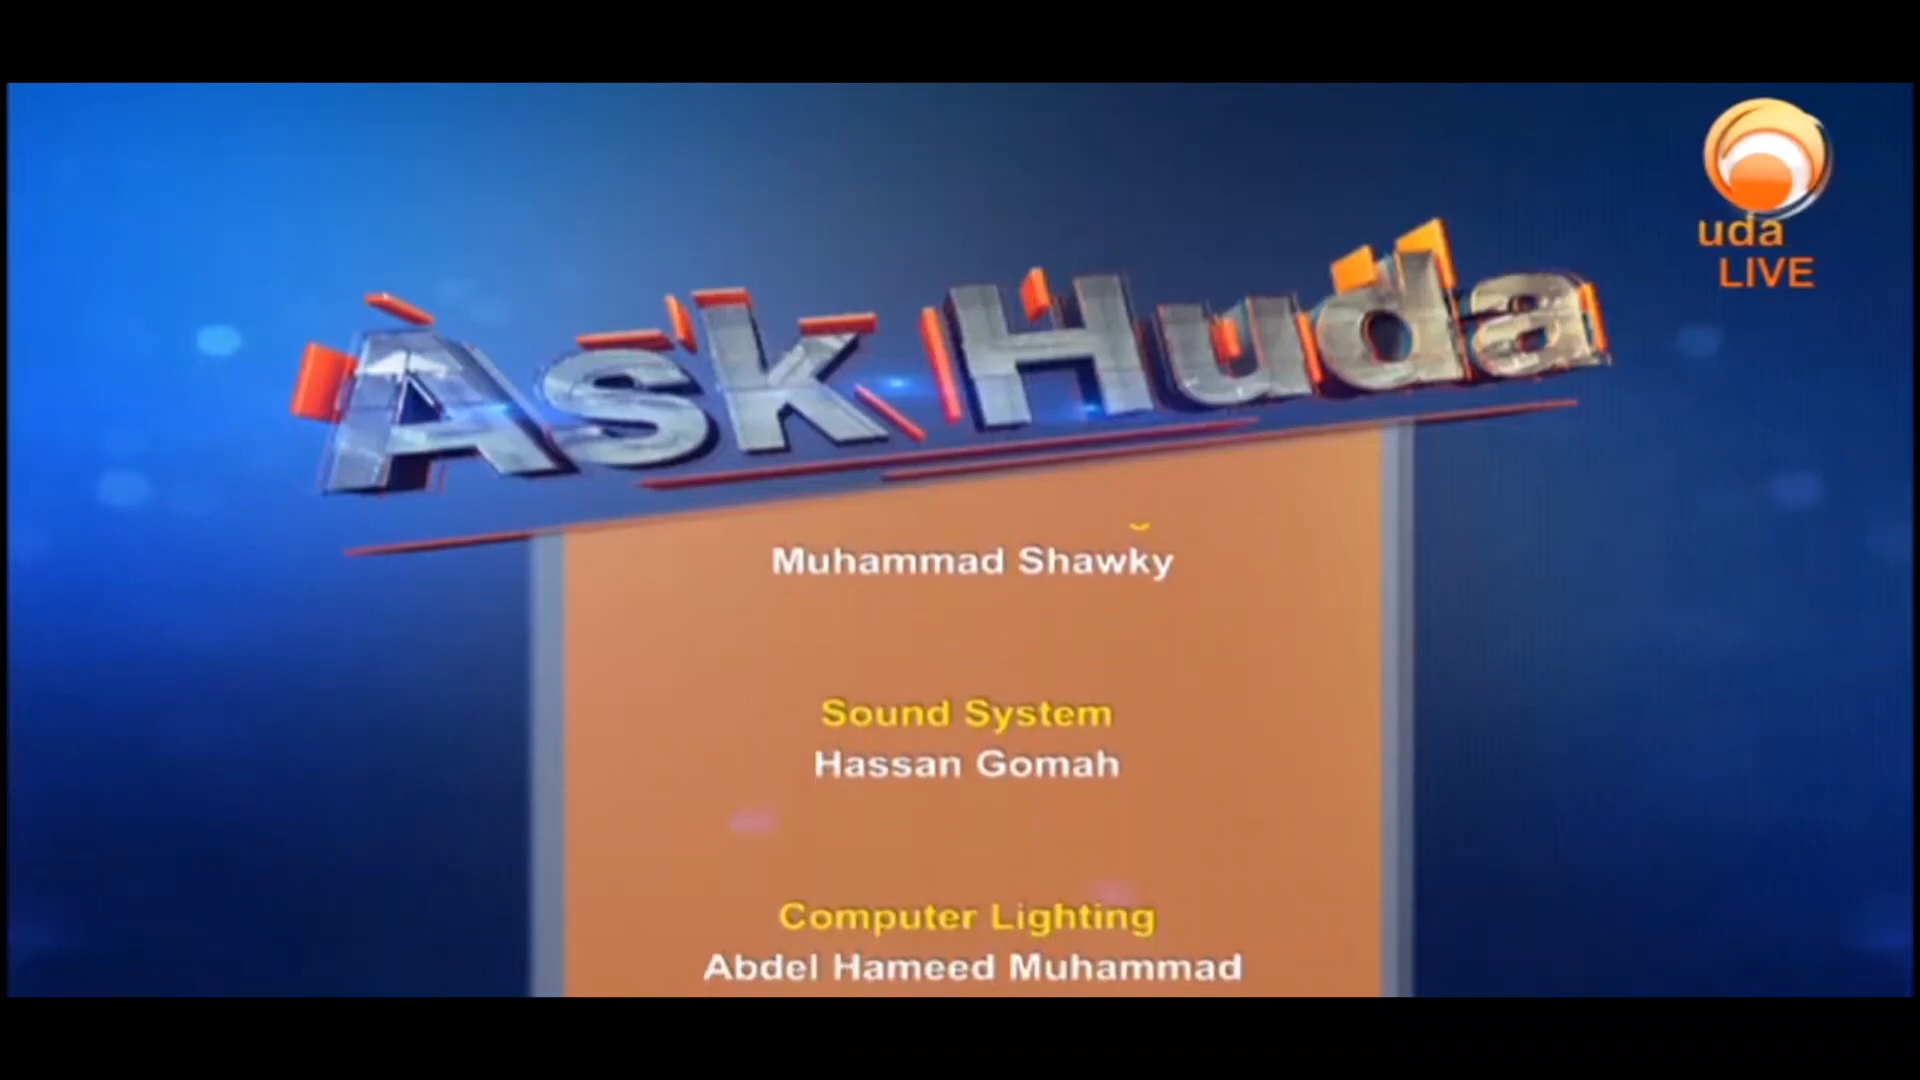 Ask Huda
uda
LIVE
Muhammad Shawky
Sound System
Hassan Gomah
Computer Lighting
Abdel Hameed Muhammad